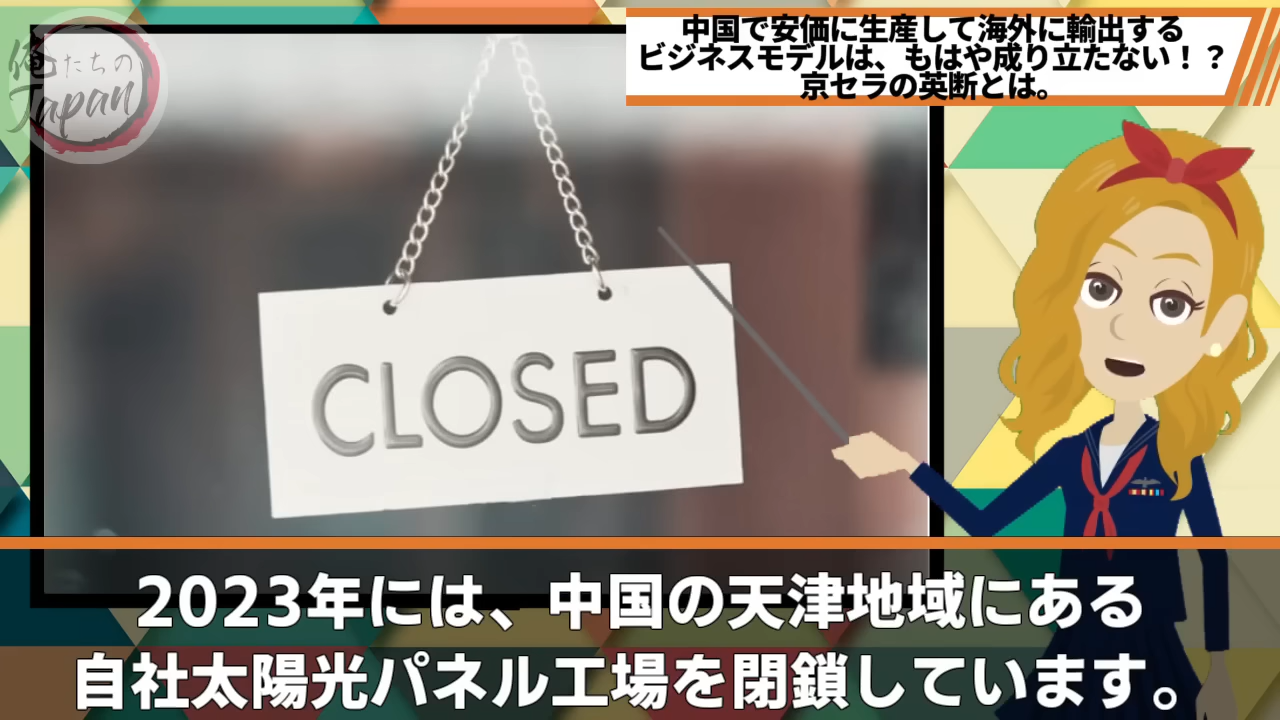 俺たちの
Japan
中国で安価に生産して海外に輸出する
ビジネスモデルは、もはや成り立たない！？
京セラの英断とは。
CLOSED
2023年には、中国の天津地域にある
自社太陽光パネル工場を閉鎖しています。